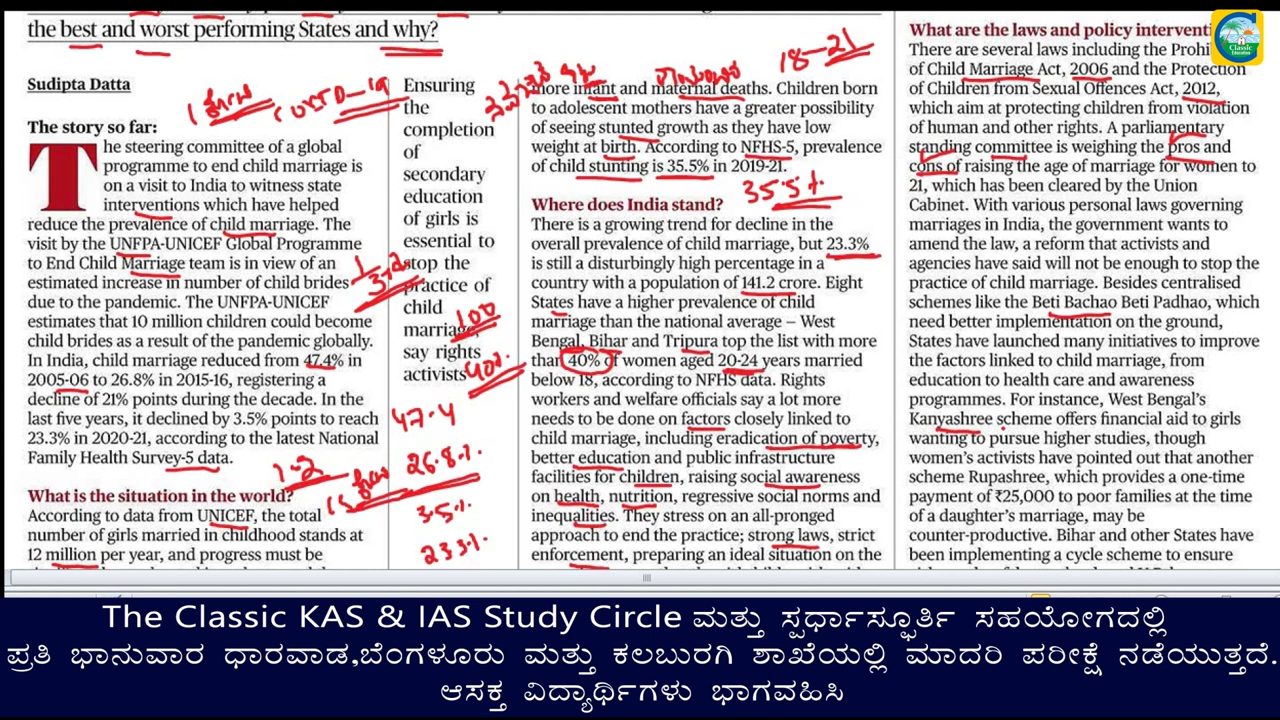 the best and worst performing States and why?
Sudipta Datta
The story so far:
The steering committee of a global
programme to end child marriage is
on a visit to India to witness state
interventions which have helped
reduce the prevalence of child marriage. The
visit by the UNFPA-UNICEF Global Programme
to End Child Marriage team is in view of an
estimated increase in number of child brides
due to the pandemic. The UNFPA-UNICEF
estimates that 10 million children could become
child brides as a result of the pandemic globally.
In India, child marriage reduced from 47.4% in
2005-06 to 26.8% in 2015-16, registering a
decline of 21% points during the decade. In the
last five years, it declined by 3.5% points to reach
23.3% in 2020-21, according to the latest National
Family Health Survey-5 data.
What is the situation in the world?
According to data from UNICEF, the total
number of girls married in childhood stands at
12 million per year, and progress must be
Ensuring
the
completion
of
secondary
education
of girls is
essential to
stop the
practice of
child
marriage,
say rights
activists
100
40%
47.4
26.8%
3.5%
1-2
18-21
more infant and maternal deaths. Children born
to adolescent mothers have a greater possibility
of seeing stunted growth as they have low
weight at birth. According to NFHS-5, prevalence
of child stunting is 35.5% in 2019-21.
35.5%
Where does India stand?
There is a growing trend for decline in the
overall prevalence of child marriage, but 23.3%
is still a disturbingly high percentage in a
country with a population of 141.2 crore. Eight
States have a higher prevalence of child
marriage than the national average – West
Bengal, Bihar and Tripura top the list with more
than 40% of women aged 20-24 years married
below 18, according to NFHS data. Rights
workers and welfare officials say a lot more
needs to be done on factors closely linked to
child marriage, including eradication of poverty,
better education and public infrastructure
facilities for children, raising social awareness
on health, nutrition, regressive social norms and
inequalities. They stress on an all-pronged
approach to end the practice; strong laws, strict
enforcement, preparing an ideal situation on the
What are the laws and policy interventi
There are several laws including the Prohi
of Child Marriage Act, 2006 and the Protection
of Children from Sexual Offences Act, 2012,
which aim at protecting children from violation
of human and other rights. A parliamentary
standing committee is weighing the pros and
cons of raising the age of marriage for women to
21, which has been cleared by the Union
Cabinet. With various personal laws governing
marriages in India, the government wants to
amend the law, a reform that activists and
agencies have said will not be enough to stop the
practice of child marriage. Besides centralised
schemes like the Beti Bachao Beti Padhao, which
need better implementation on the ground,
States have launched many initiatives to improve
the factors linked to child marriage, from
education to health care and awareness
programmes. For instance, West Bengal's
Kanyashree scheme offers financial aid to girls
wanting to pursue higher studies, though
women's activists have pointed out that another
scheme Rupashree, which provides a one-time
payment of ₹25,000 to poor families at the time
of a daughter's marriage, may be
counter-productive. Bihar and other States have
been implementing a cycle scheme to ensure
Classic
Education
The Classic KAS & IAS Study Circle ಮತ್ತು ಸ್ಪರ್ಧಾಸ್ಫೂರ್ತಿ ಸಹಯೋಗದಲ್ಲಿ
ಪ್ರತಿ ಭಾನುವಾರ ಧಾರವಾಡ,ಬೆಂಗಳೂರು ಮತ್ತು ಕಲಬುರಗಿ ಶಾಖೆಯಲ್ಲಿ ಮಾದರಿ ಪರೀಕ್ಷೆ ನಡೆಯುತ್ತದೆ.
ಆಸಕ್ತ ವಿದ್ಯಾರ್ಥಿಗಳು ಭಾಗವಹಿಸಿ